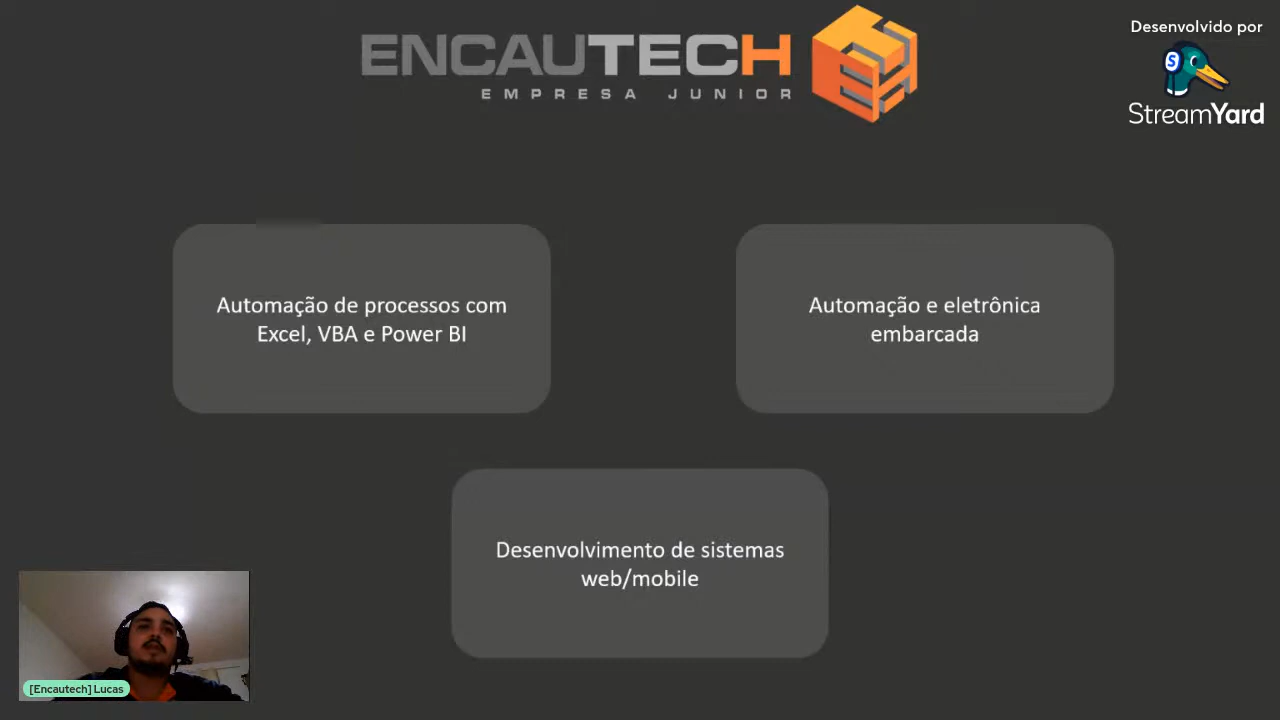 ENCAUTECH
EMPRESA JUNIOR
Desenvolvido por
S
StreamYard
Automação de processos com
Excel, VBA e Power BI
Automação e eletrônica
embarcada
Desenvolvimento de sistemas
web/mobile
[Encautech] Lucas